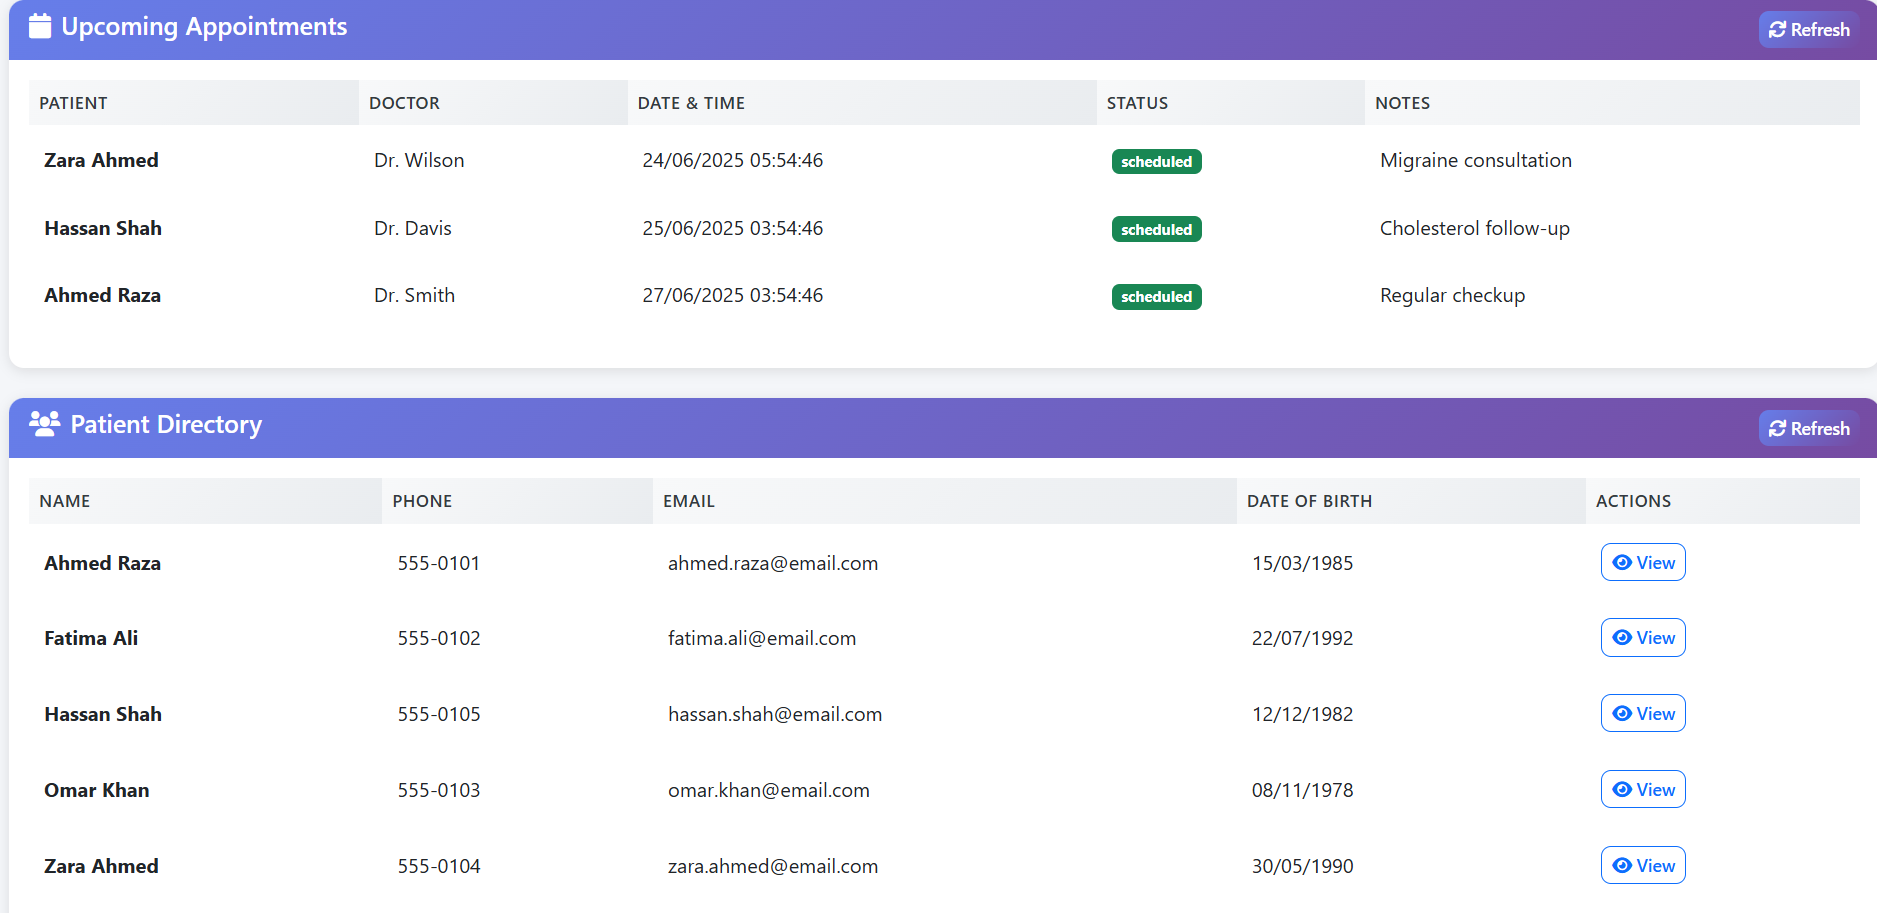 Upcoming Appointments Refresh
PATIENT DOCTOR DATE & TIME STATUS NOTES
Zara Ahmed Dr. Wilson 24/06/2025 05:54:46 scheduled Migraine consultation
Hassan Shah Dr. Davis 25/06/2025 03:54:46 scheduled Cholesterol follow-up
Ahmed Raza Dr. Smith 27/06/2025 03:54:46 scheduled Regular checkup
Patient Directory Refresh
NAME PHONE EMAIL DATE OF BIRTH ACTIONS
Ahmed Raza 555-0101 ahmed.raza@email.com 15/03/1985 View
Fatima Ali 555-0102 fatima.ali@email.com 22/07/1992 View
Hassan Shah 555-0105 hassan.shah@email.com 12/12/1982 View
Omar Khan 555-0103 omar.khan@email.com 08/11/1978 View
Zara Ahmed 555-0104 zara.ahmed@email.com 30/05/1990 View